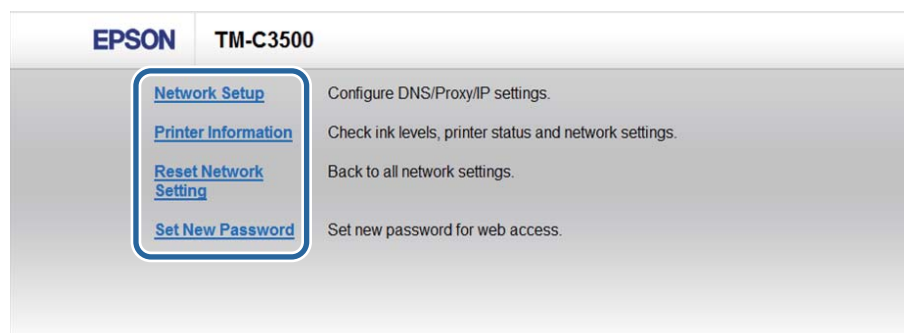 EPSON TM-C3500
Network Setup Configure DNS/Proxy/IP settings.
Printer Information Check ink levels, printer status and network settings.
Reset Network Back to all network settings.
Setting
Set New Password Set new password for web access.